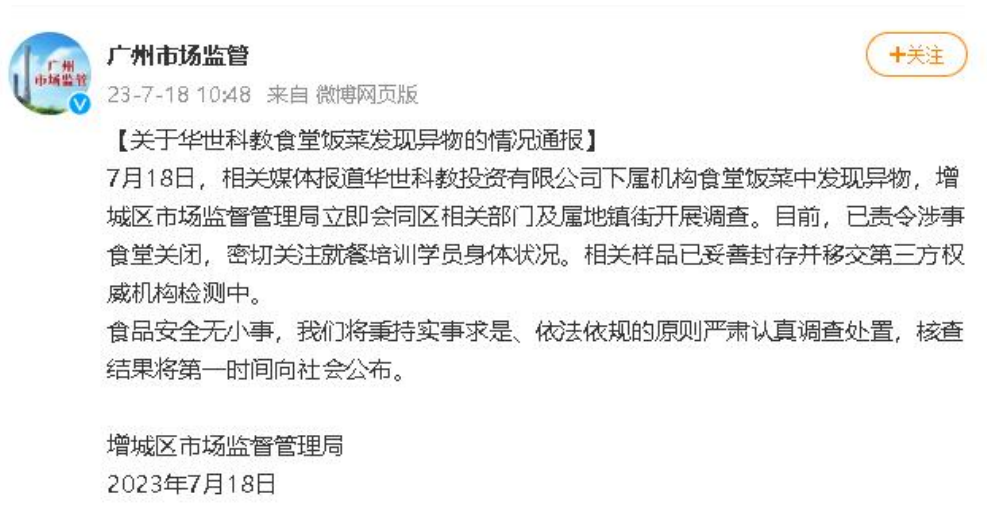 广州
市场监管
广州市场监管
+关注
23-7-18 10:48 来自 微博网页版
【关于华世科教食堂饭菜发现异物的情况通报】
7月18日，相关媒体报道华世科教投资有限公司下属机构食堂饭菜中发现异物，增
城区市场监督管理局立即会同区相关部门及属地镇街开展调查。目前，已责令涉事
食堂关闭，密切关注就餐培训学员身体状况。相关样品已妥善封存并移交第三方权
威机构检测中。
食品安全无小事，我们将秉持实事求是、依法依规的原则严肃认真调查处置，核查
结果将第一时间向社会公布。
增城区市场监督管理局
2023年7月18日